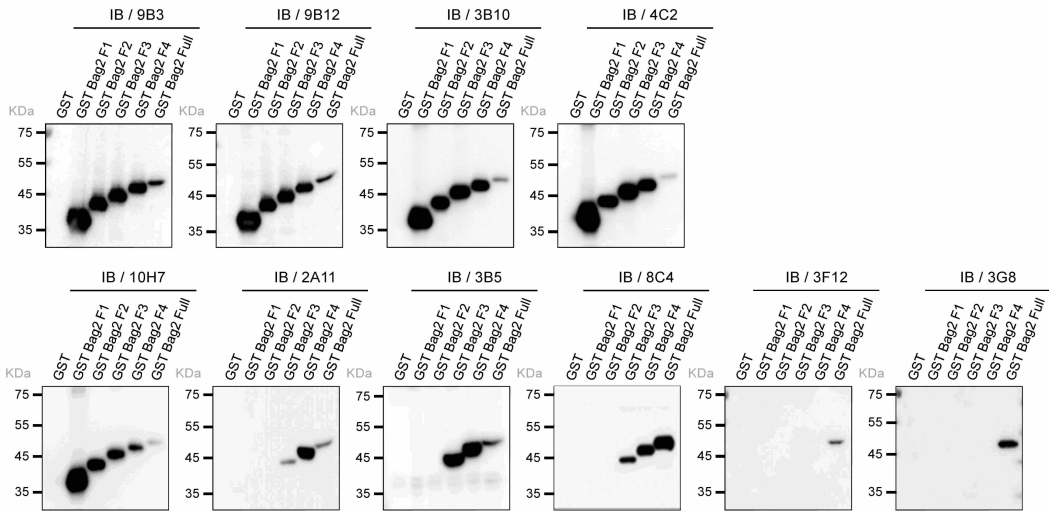 IB / 9B3 IB / 9B12 IB / 3B10 IB / 4C2
GST GST Bag2 F1 GST Bag2 F2 GST Bag2 F3 GST Bag2 F4 GST Bag2 Full GST GST Bag2 F1 GST Bag2 F2 GST Bag2 F3 GST Bag2 F4 GST Bag2 Full GST GST Bag2 F1 GST Bag2 F2 GST Bag2 F3 GST Bag2 F4 GST Bag2 Full GST GST Bag2 F1 GST Bag2 F2 GST Bag2 F3 GST Bag2 F4 GST Bag2 Full
KDa KDa KDa KDa
75 75 75 75
55 55 55 55
45 45 45 45
35 35 35 35
IB / 10H7 IB / 2A11 IB / 3B5 IB / 8C4 IB / 3F12 IB / 3G8
GST GST Bag2 F1 GST Bag2 F2 GST Bag2 F3 GST Bag2 F4 GST Bag2 Full GST GST Bag2 F1 GST Bag2 F2 GST Bag2 F3 GST Bag2 F4 GST Bag2 Full GST GST Bag2 F1 GST Bag2 F2 GST Bag2 F3 GST Bag2 F4 GST Bag2 Full GST GST Bag2 F1 GST Bag2 F2 GST Bag2 F3 GST Bag2 F4 GST Bag2 Full GST GST Bag2 F1 GST Bag2 F2 GST Bag2 F3 GST Bag2 F4 GST Bag2 Full GST GST Bag2 F1 GST Bag2 F2 GST Bag2 F3 GST Bag2 F4 GST Bag2 Full
KDa KDa KDa KDa KDa KDa
75 75 75 75 75 75
55 55 55 55 55 55
45 45 45 45 45 45
35 35 35 35 35 35